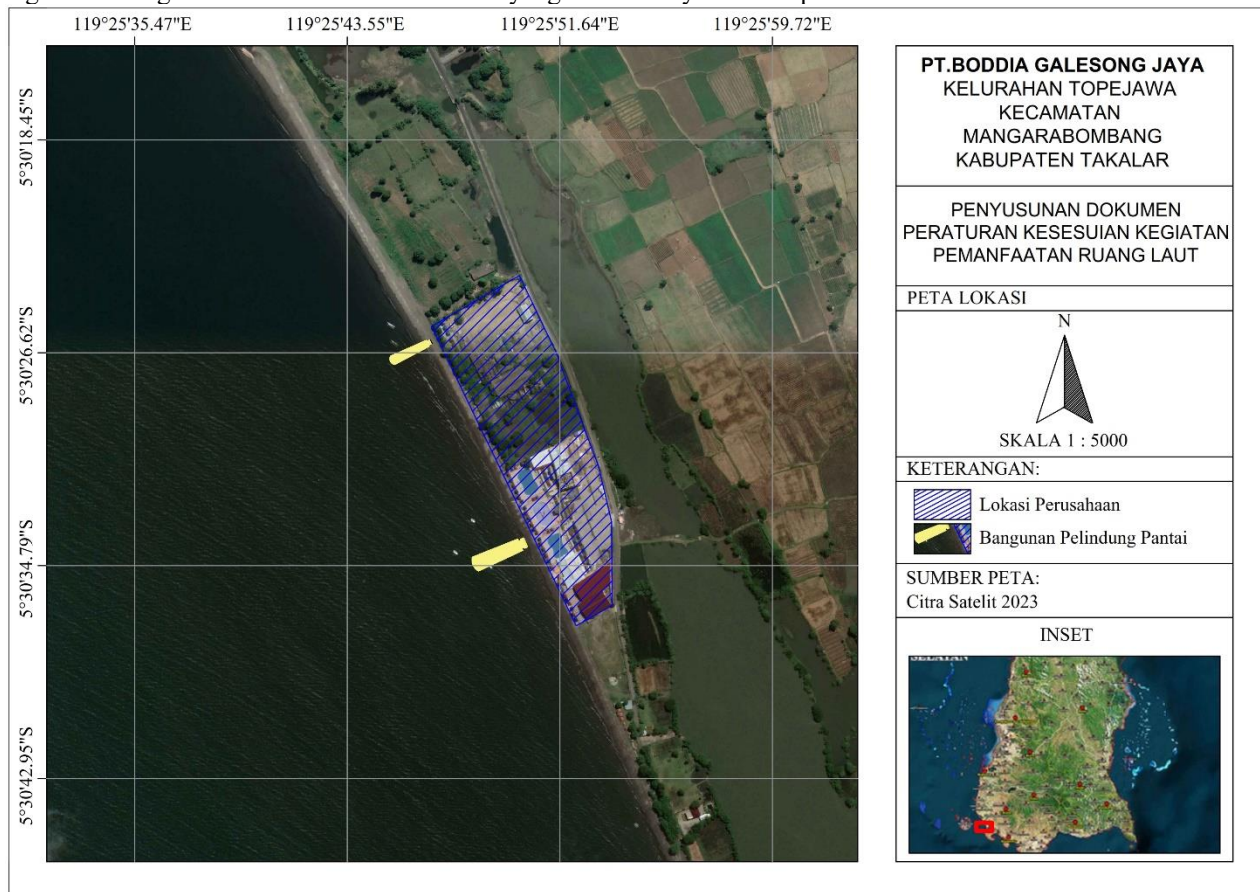 119°25'35.47"E 119°25'43.55"E 119°25'51.64"E 119°25'59.72"E
5°30'18.45"S
5°30'26.62"S
5°30'34.79"S
5°30'42.95"S
PT.BODDIA GALESONG JAYA
KELURAHAN TOPEJAWA
KECAMATAN
MANGARABOMBANG
KABUPATEN TAKALAR
PENYUSUNAN DOKUMEN
PERATURAN KESESUIAN KEGIATAN
PEMANFAATAN RUANG LAUT
PETA LOKASI
N
SKALA 1 : 5000
KETERANGAN:
Lokasi Perusahaan
Bangunan Pelindung Pantai
SUMBER PETA:
Citra Satelit 2023
INSET
SELATAN